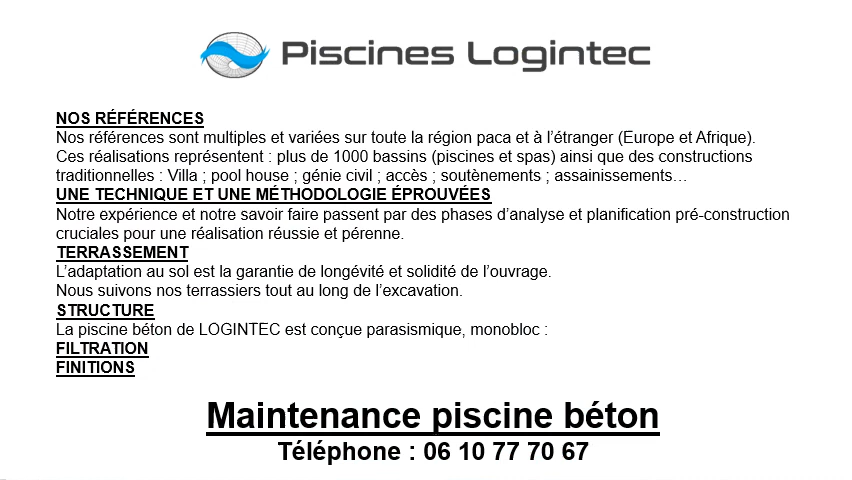 Piscines Logintec
NOS RÉFÉRENCES
Nos références sont multiples et variées sur toute la région paca et à l'étranger (Europe et Afrique).
Ces réalisations représentent : plus de 1000 bassins (piscines et spas) ainsi que des constructions
traditionnelles : Villa ; pool house ; génie civil ; accès ; soutènements ; assainissements…
UNE TECHNIQUE ET UNE MÉTHODOLOGIE ÉPROUVÉES
Notre expérience et notre savoir faire passent par des phases d'analyse et planification pré-construction
cruciales pour une réalisation réussie et pérenne.
TERRASSEMENT
L'adaptation au sol est la garantie de longévité et solidité de l'ouvrage.
Nous suivons nos terrassiers tout au long de l'excavation.
STRUCTURE
La piscine béton de LOGINTEC est conçue parasismique, monobloc :
FILTRATION
FINITIONS
Maintenance piscine béton
Téléphone : 06 10 77 70 67